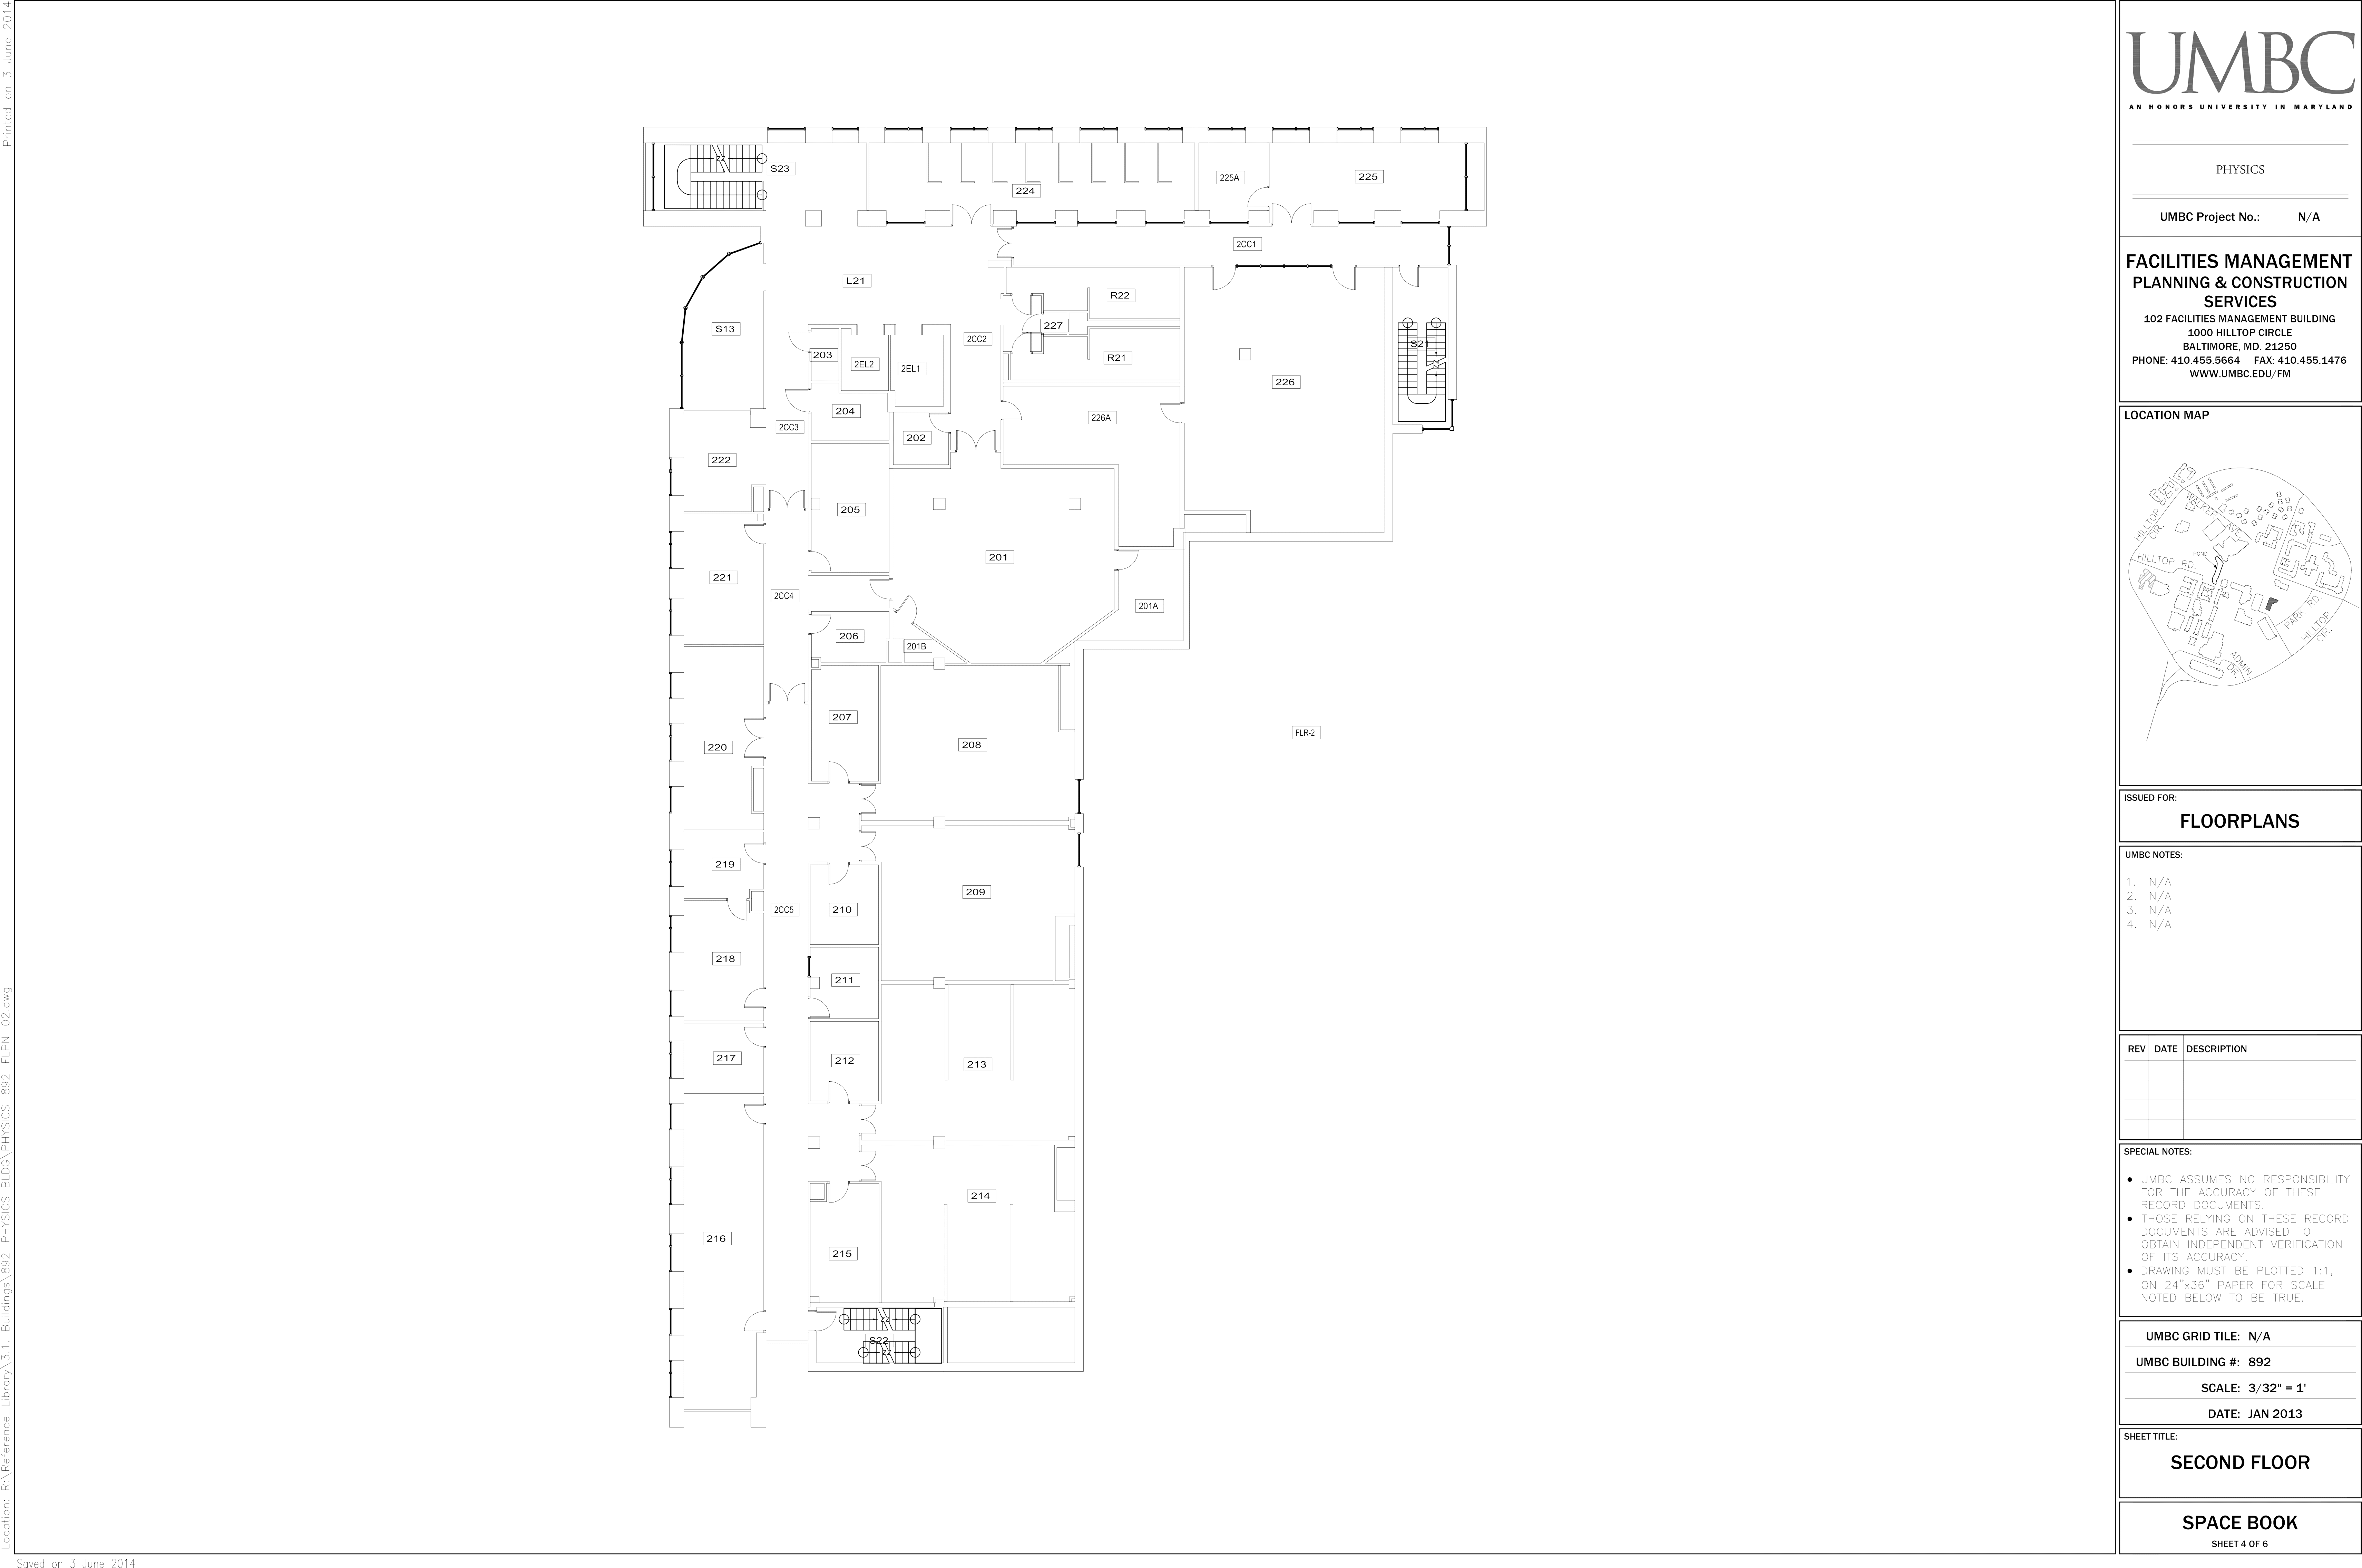 Printed on 3 June 2014
Location: R:\Reference_Library\3.1. Buildings\892-PHYSICS BLDG\PHYSICS-892-FLPN-02.dwg
Saved on 3 June 2014
S23
224
225A
225
2CC1
L21
R22
S13
227
2CC2
203
2EL2
2EL1
R21
S21
226
204
226A
2CC3
202
222
205
201
221
2CC4
201A
206
201B
207
FLR-2
220
208
219
209
2CC5
210
218
211
217
212
213
214
216
215
S22
UMBC
AN HONORS UNIVERSITY IN MARYLAND
PHYSICS
UMBC Project No.: N/A
FACILITIES MANAGEMENT
PLANNING & CONSTRUCTION
SERVICES
102 FACILITIES MANAGEMENT BUILDING
1000 HILLTOP CIRCLE
BALTIMORE, MD. 21250
PHONE: 410.455.5664 FAX: 410.455.1476
WWW.UMBC.EDU/FM
LOCATION MAP
WALKER AVE.
HILLTOP CIR.
POND
HILLTOP RD.
PARK RD.
HILLTOP CIR.
ADMIN. DR.
ISSUED FOR:
FLOORPLANS
UMBC NOTES:
1. N/A
2. N/A
3. N/A
4. N/A
REV DATE DESCRIPTION
SPECIAL NOTES:
● UMBC ASSUMES NO RESPONSIBILITY
FOR THE ACCURACY OF THESE
RECORD DOCUMENTS.
● THOSE RELYING ON THESE RECORD
DOCUMENTS ARE ADVISED TO
OBTAIN INDEPENDENT VERIFICATION
OF ITS ACCURACY.
● DRAWING MUST BE PLOTTED 1:1,
ON 24"x36" PAPER FOR SCALE
NOTED BELOW TO BE TRUE.
UMBC GRID TILE: N/A
UMBC BUILDING #: 892
SCALE: 3/32" = 1'
DATE: JAN 2013
SHEET TITLE:
SECOND FLOOR
SPACE BOOK
SHEET 4 OF 6